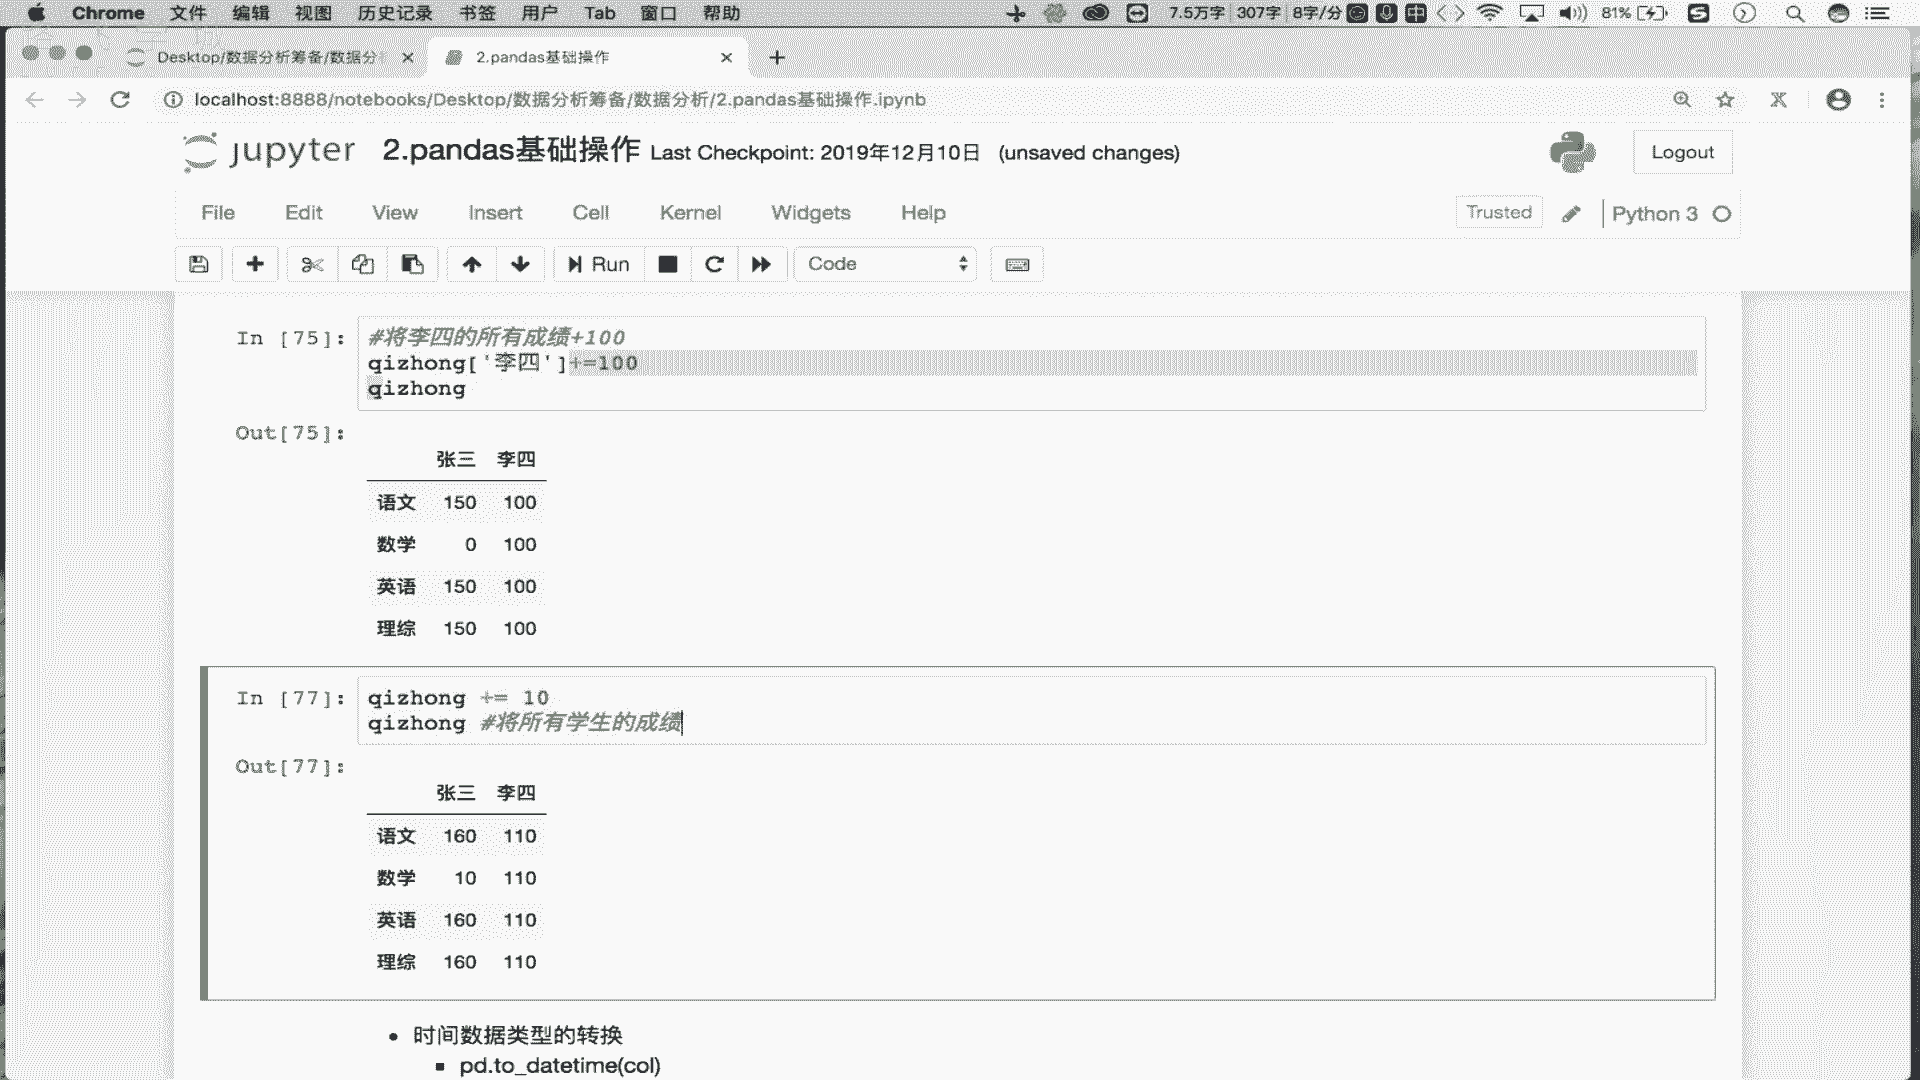 Chrome 文件 编辑 视图 历史记录 书签 用户 Tab 窗口 帮助 7.5万字 307字 8字/分 中 81%
Desktop/数据分析筹备/数据分 2.pandas基础操作
localhost:8888/notebooks/Desktop/数据分析筹备/数据分析/2.pandas基础操作.ipynb
jupyter 2.pandas基础操作 Last Checkpoint: 2019年12月10日 (unsaved changes) Logout
File Edit View Insert Cell Kernel Widgets Help Trusted Python 3
Run Code
In [75]: #将李四的所有成绩+100
qizhong['李四']+=100
qizhong
Out[75]:
张三 李四
语文 150 100
数学 0 100
英语 150 100
理综 150 100
In [77]: qizhong += 10
qizhong #将所有学生的成绩
Out[77]:
张三 李四
语文 160 110
数学 10 110
英语 160 110
理综 160 110
时间数据类型的转换
pd.to_datetime(col)